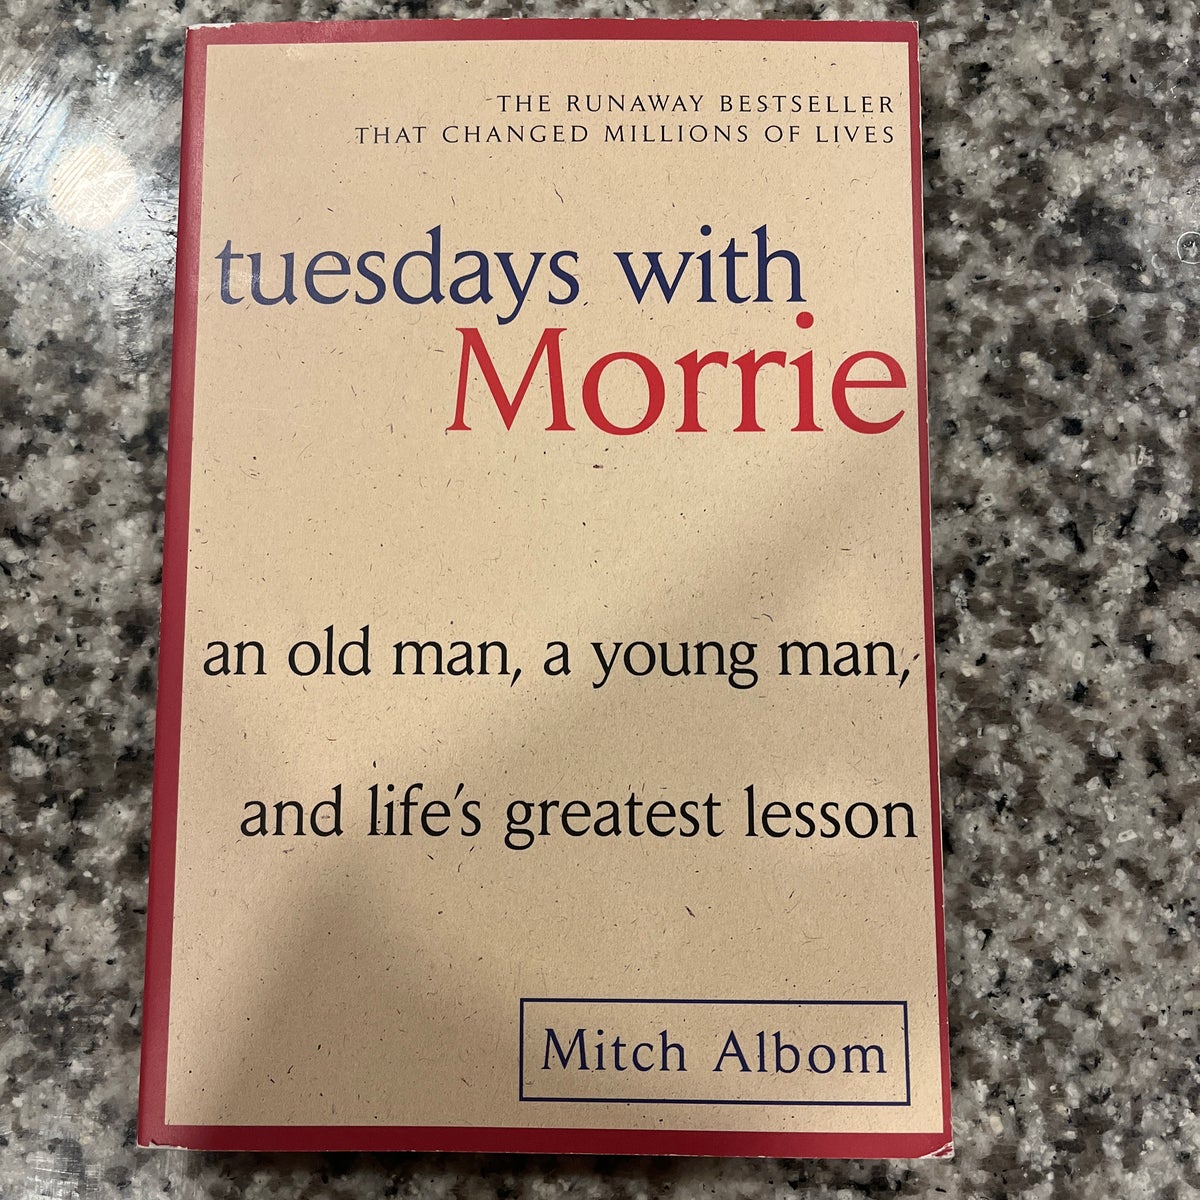 THE RUNAWAY BESTSELLER
THAT CHANGED MILLIONS OF LIVES
tuesdays with
Morrie
an old man, a young man,
and life's greatest lesson
Mitch Albom